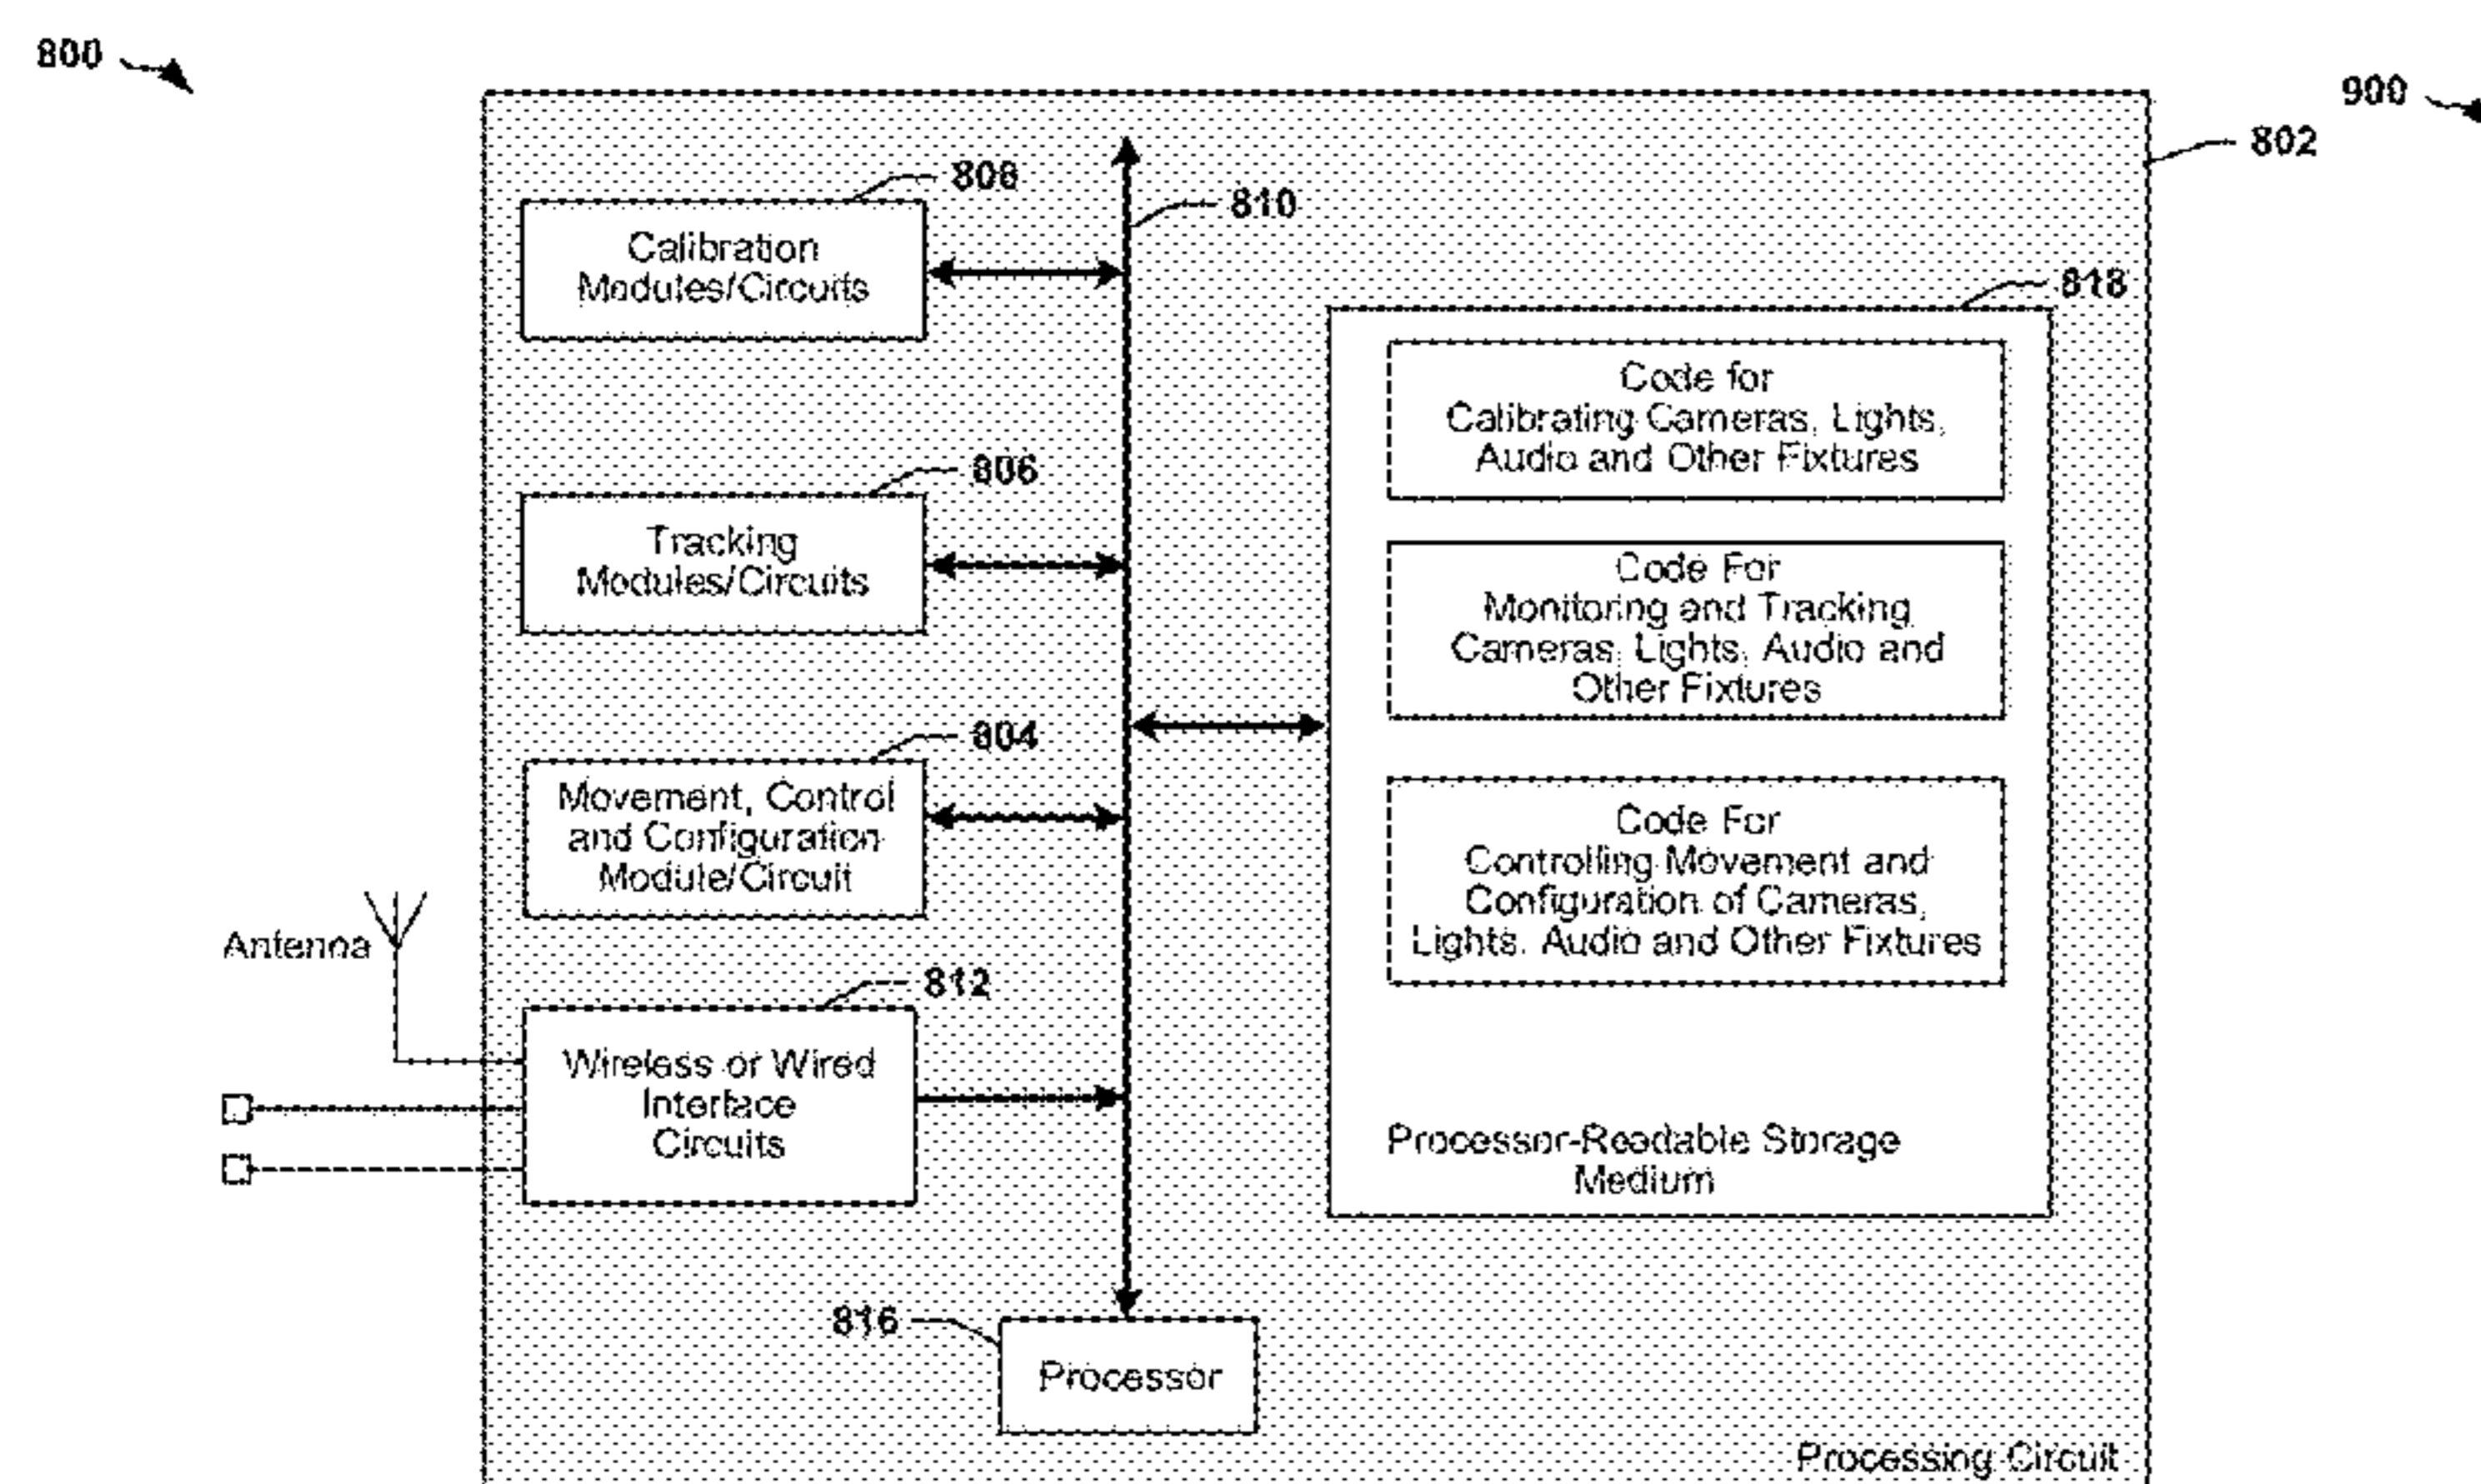 800
900
802
808
810
Calibration
Modules/Circuits
818
Code for
Calibrating Cameras, Lights,
Audio and Other Fixtures
806
Tracking
Modules/Circuits
Code For
Monitoring and Tracking
Cameras, Lights, Audio and
Other Fixtures
804
Movement, Control
and Configuration
Module/Circuit
Code For
Controlling Movement and
Configuration of Cameras,
Lights, Audio and Other Fixtures
Antenna
812
Wireless or Wired
Interface
Circuits
Processor-Readable Storage
Medium
816
Processor
Processing Circuit